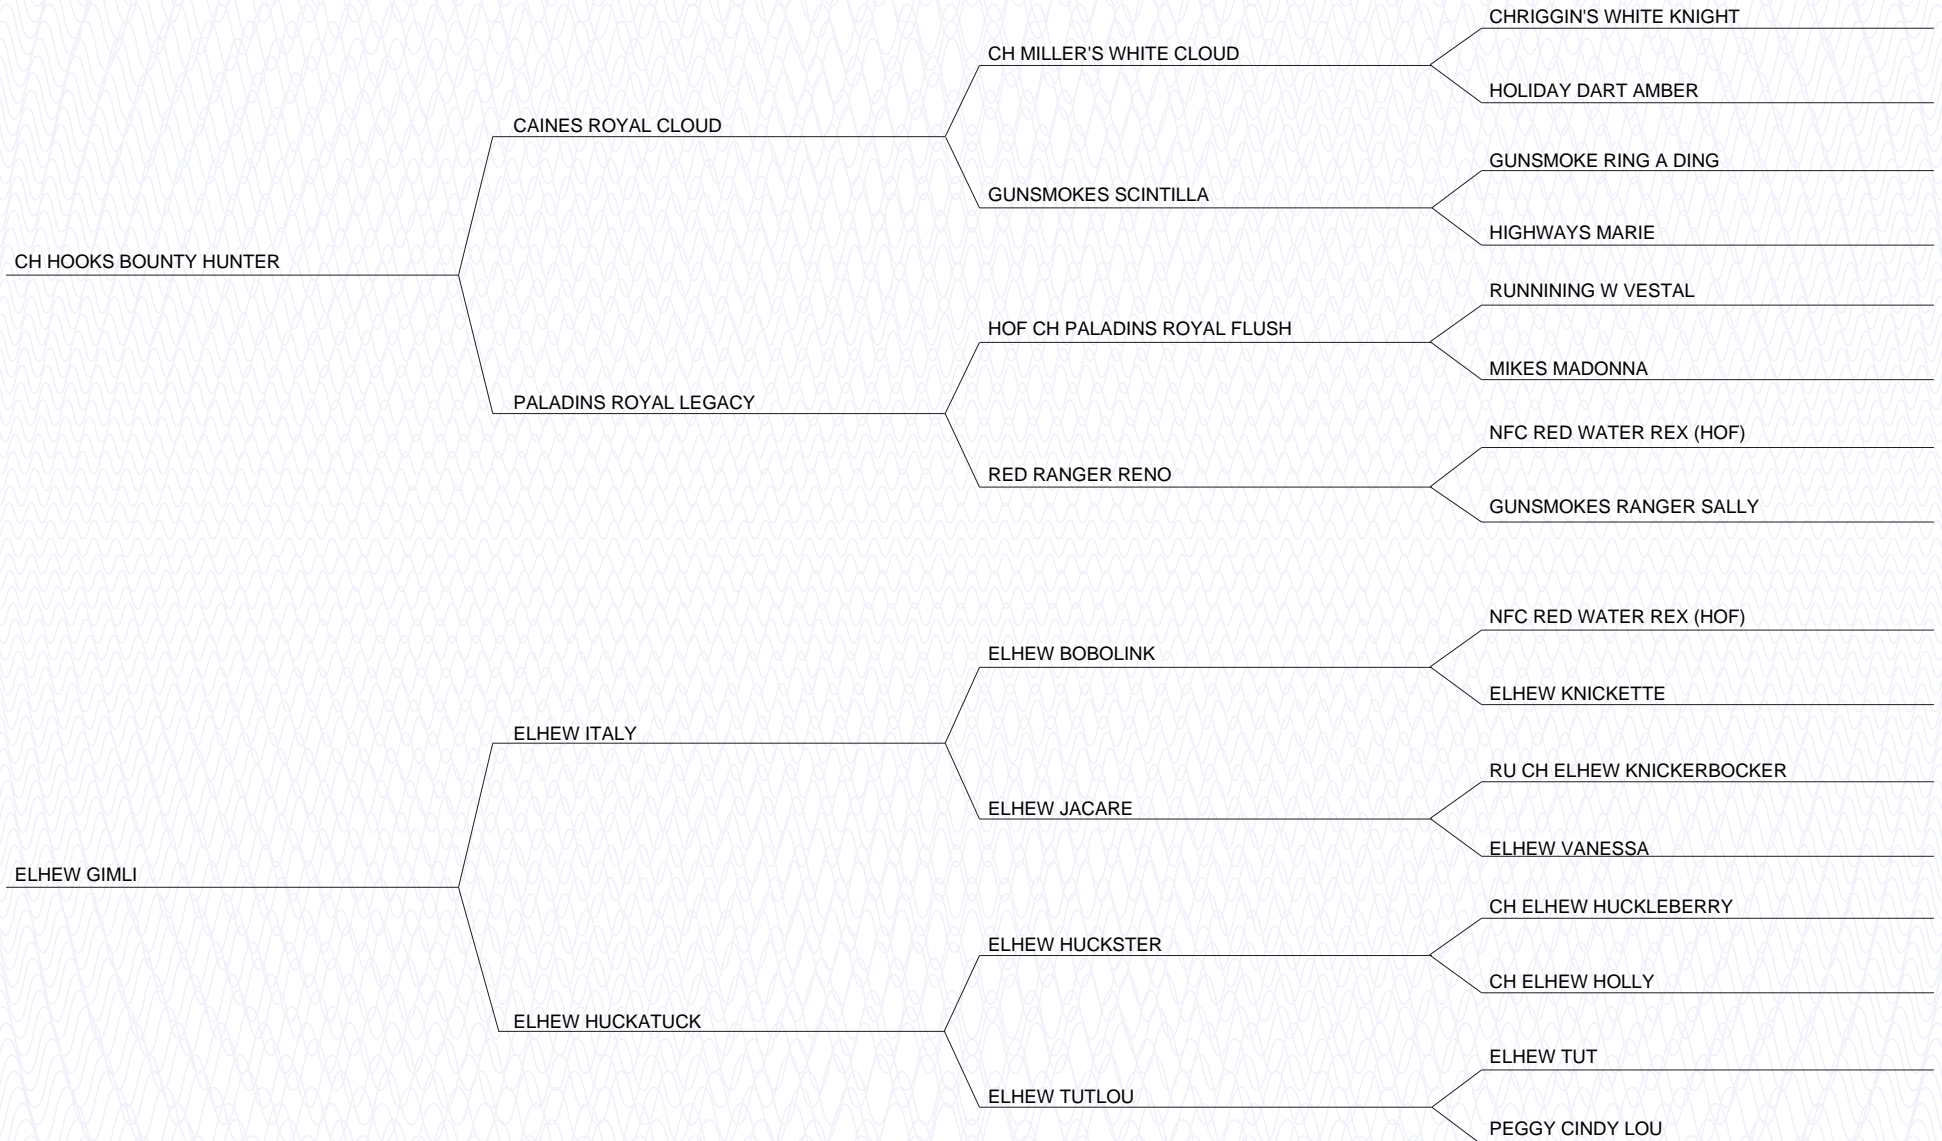 CHRIGGIN'S WHITE KNIGHT
CH MILLER'S WHITE CLOUD
HOLIDAY DART AMBER
CAINES ROYAL CLOUD
GUNSMOKE RING A DING
GUNSMOKES SCINTILLA
HIGHWAYS MARIE
CH HOOKS BOUNTY HUNTER
RUNNINING W VESTAL
HOF CH PALADINS ROYAL FLUSH
MIKES MADONNA
PALADINS ROYAL LEGACY
NFC RED WATER REX (HOF)
RED RANGER RENO
GUNSMOKES RANGER SALLY
NFC RED WATER REX (HOF)
ELHEW BOBOLINK
ELHEW KNICKETTE
ELHEW ITALY
RU CH ELHEW KNICKERBOCKER
ELHEW JACARE
ELHEW VANESSA
ELHEW GIMLI
CH ELHEW HUCKLEBERRY
ELHEW HUCKSTER
CH ELHEW HOLLY
ELHEW HUCKATUCK
ELHEW TUT
ELHEW TUTLOU
PEGGY CINDY LOU